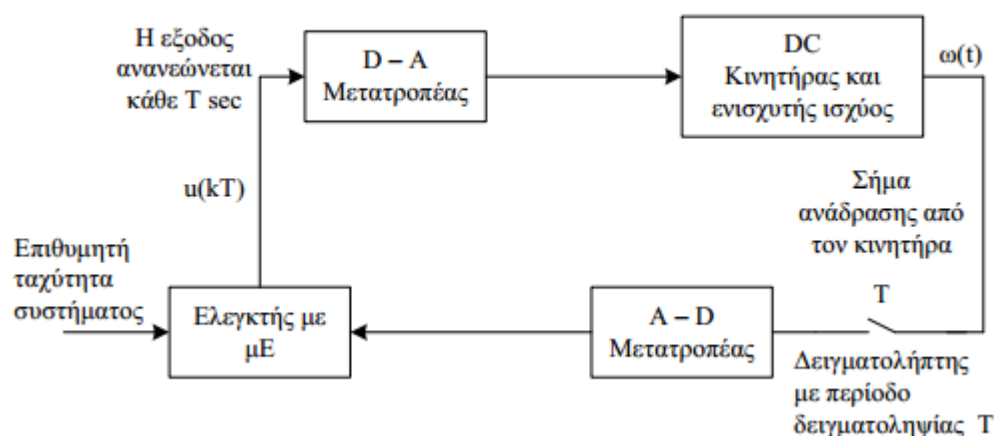 Η εξοδος
ανανεώνεται
κάθε T sec
D – A
Μετατροπέας
DC
Κινητήρας και
ενισχυτής ισχύος
ω(t)
u(kT)
Σήμα
ανάδρασης από
τον κινητήρα
Επιθυμητή
ταχύτητα
συστήματος
Ελεγκτής με
μΕ
A – D
Μετατροπέας
T
Δειγματολήπτης
με περίοδο
δειγματοληψίας T